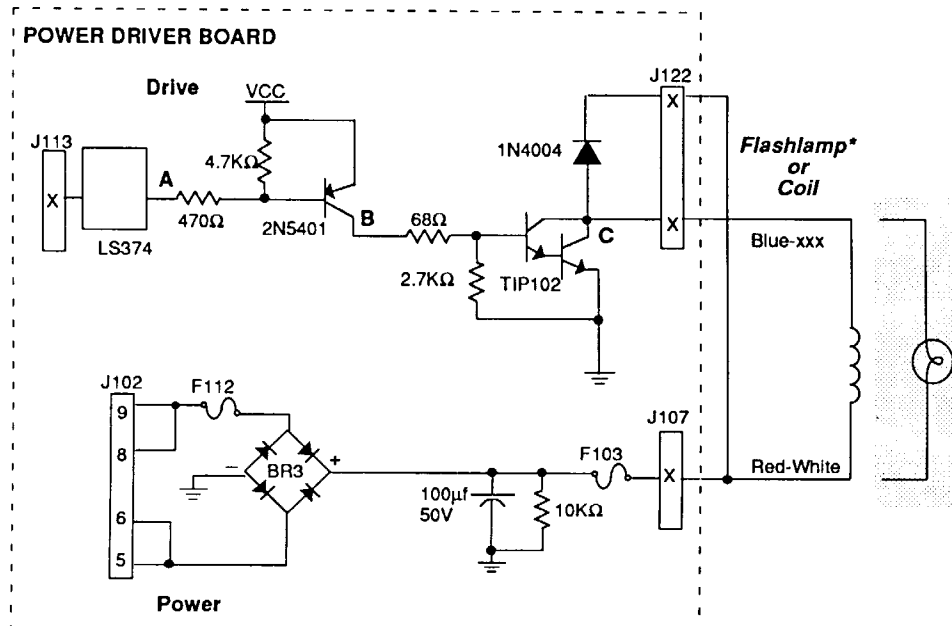 POWER DRIVER BOARD
Drive
VCC
J122
J113
X
X
4.7KΩ
1N4004
Flashlamp*
or
Coil
A
470Ω
2N5401
B
68Ω
C
X
LS374
2.7KΩ
TIP102
Blue-xxx
J102
F112
J107
9
8
BR3
–
+
F103
X
Red-White
100µf
50V
10KΩ
6
5
Power